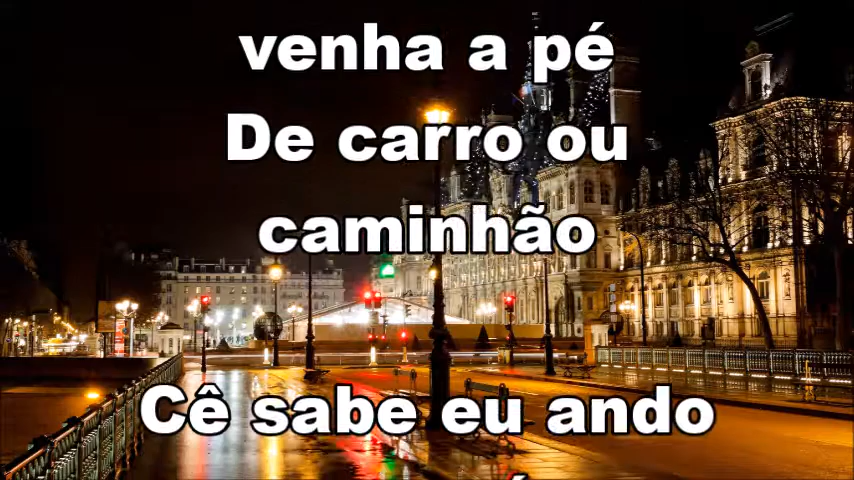 venha a pé
De carro ou
caminhão
Cê sabe eu ando